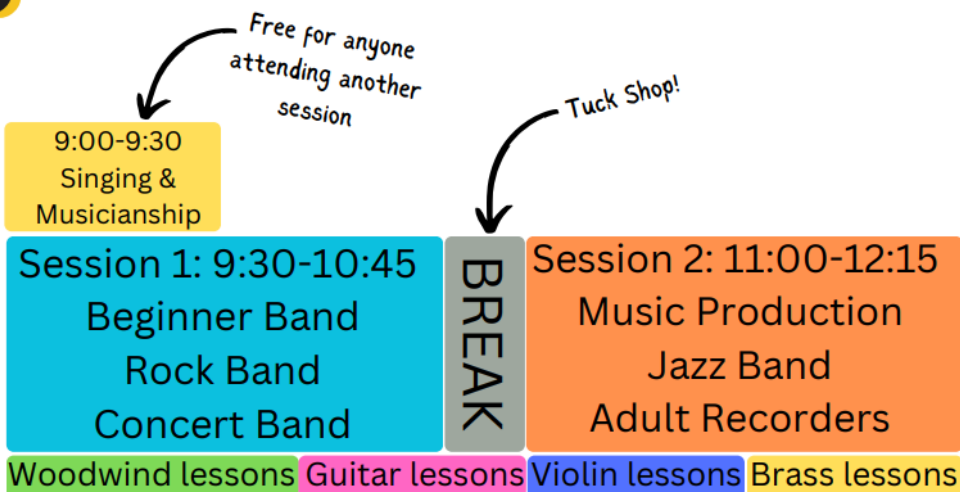 Free for anyone
attending another
session
Tuck Shop!
9:00-9:30
Singing &
Musicianship
Session 1: 9:30-10:45
Beginner Band
Rock Band
Concert Band
BREAK
Session 2: 11:00-12:15
Music Production
Jazz Band
Adult Recorders
Woodwind lessons
Guitar lessons
Violin lessons
Brass lessons